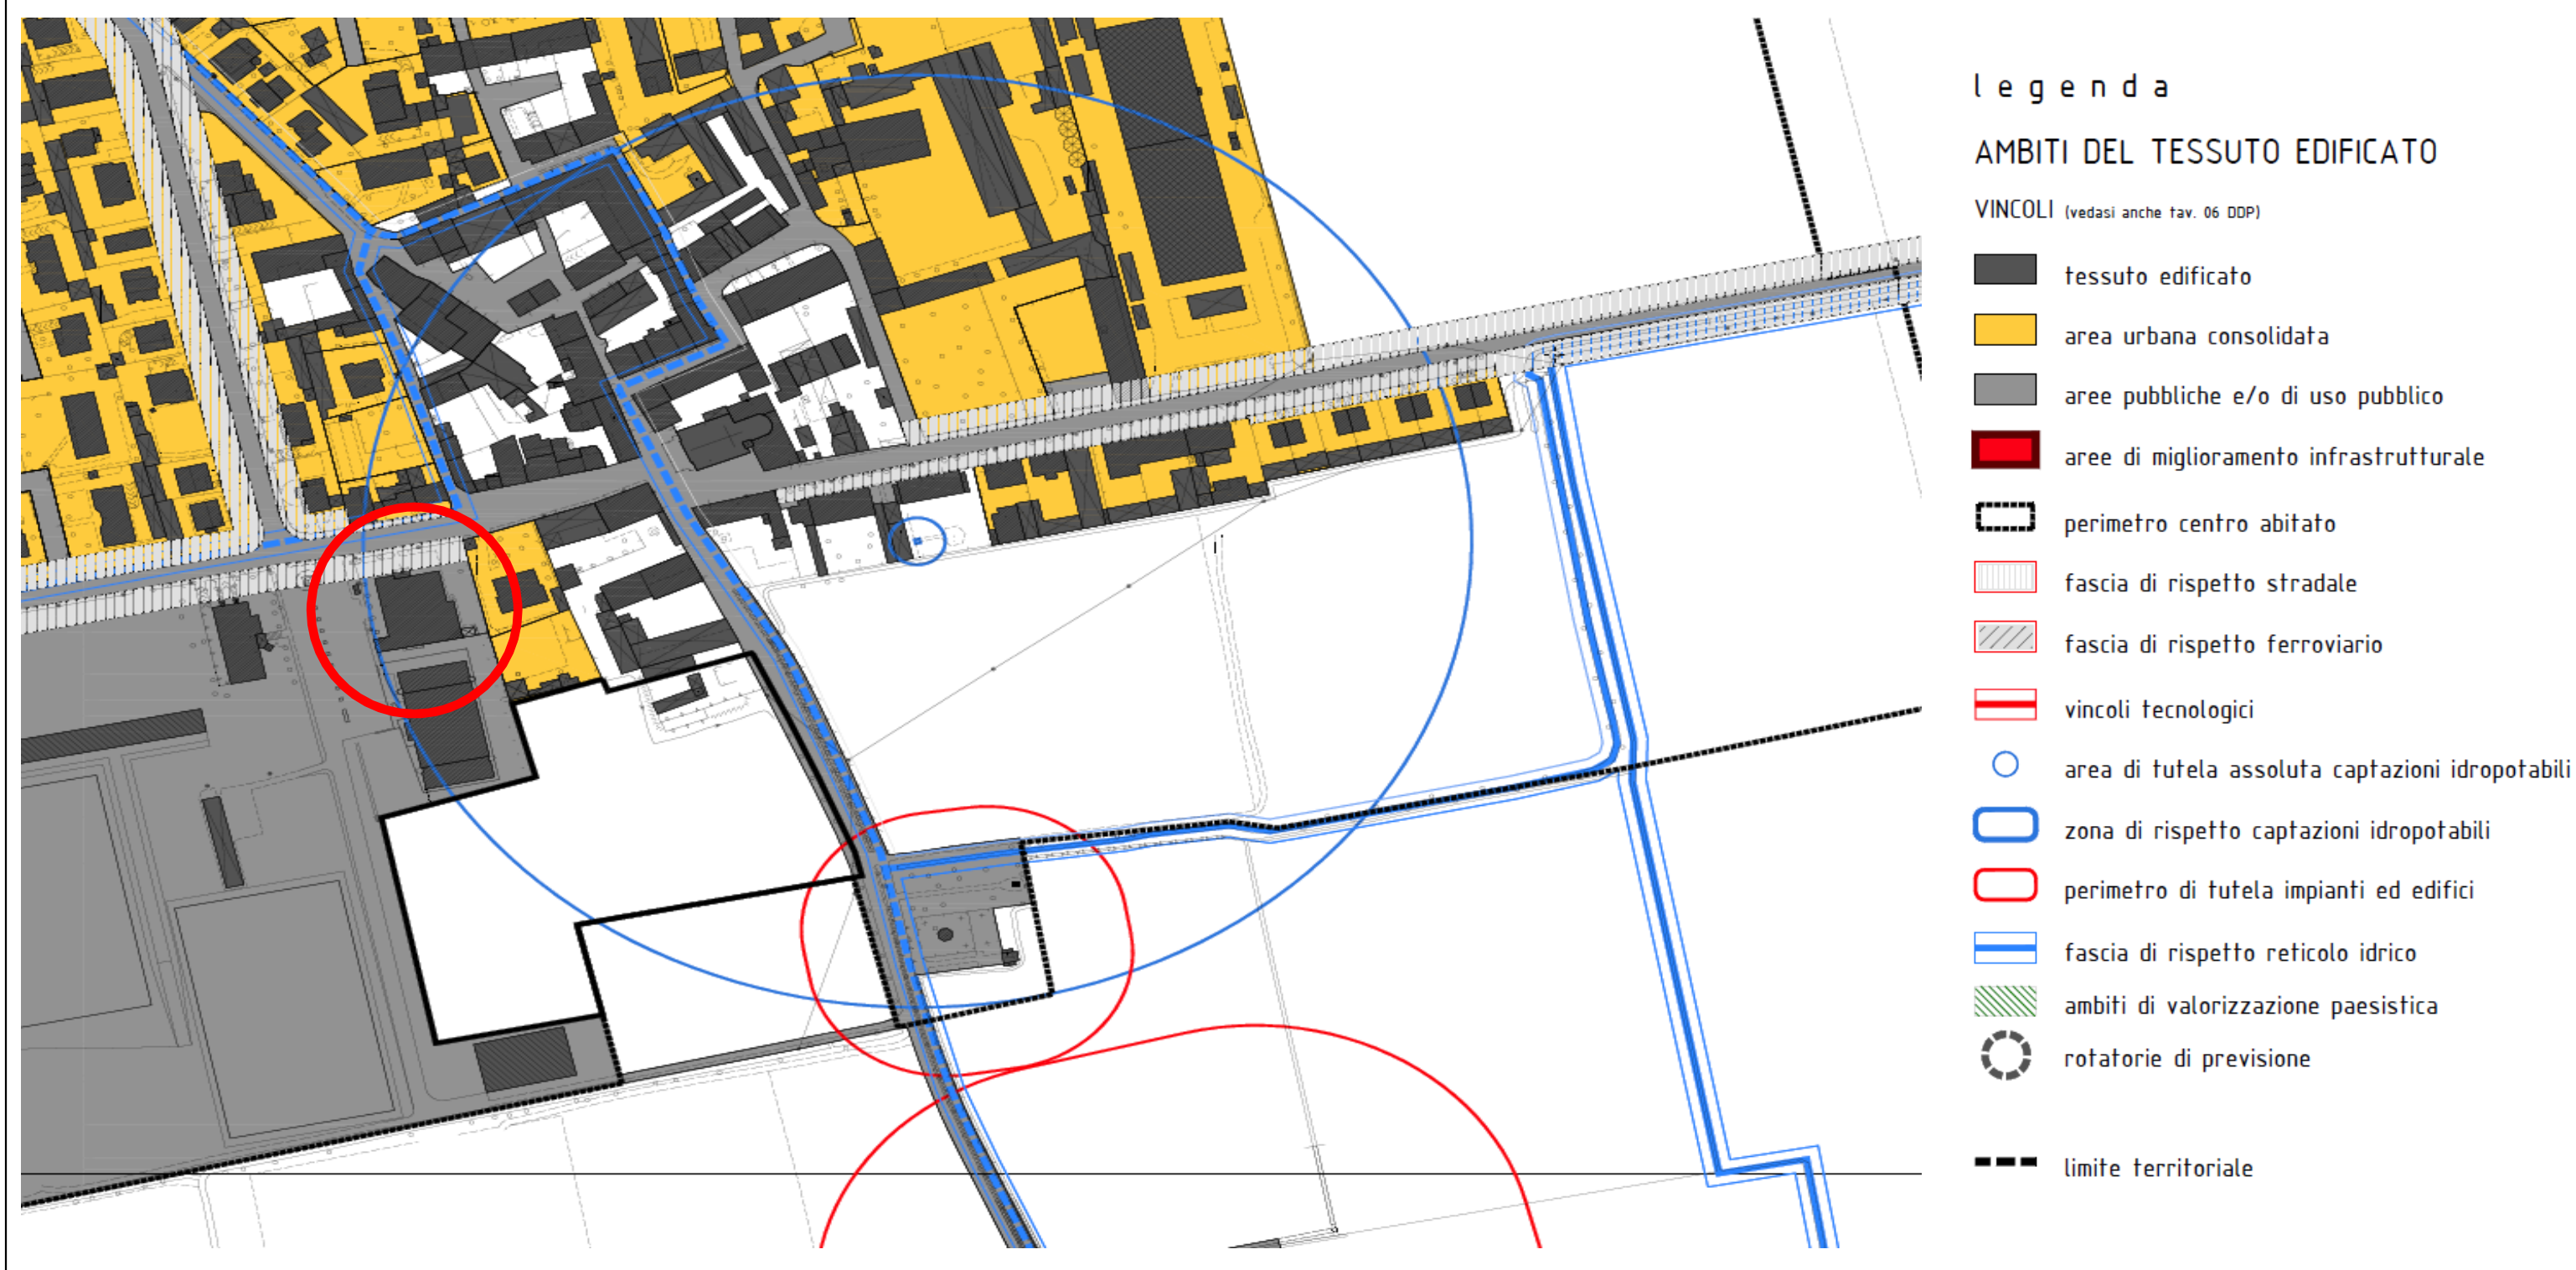 legenda
AMBITI DEL TESSUTO EDIFICATO
VINCOLI (vedasi anche tav. 06 DDP)
tessuto edificato
area urbana consolidata
aree pubbliche e/o di uso pubblico
aree di miglioramento infrastrutturale
perimetro centro abitato
fascia di rispetto stradale
fascia di rispetto ferroviario
vincoli tecnologici
area di tutela assoluta captazioni idropotabili
zona di rispetto captazioni idropotabili
perimetro di tutela impianti ed edifici
fascia di rispetto reticolo idrico
ambiti di valorizzazione paesistica
rotatorie di previsione
limite territoriale